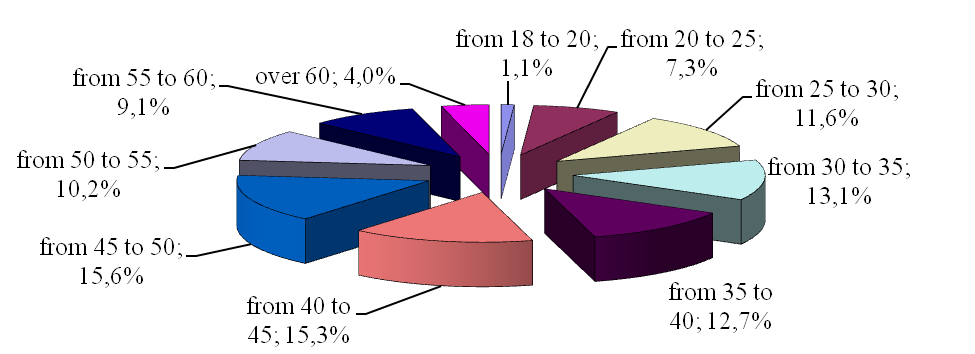 from 18 to 20;
1,1%
from 20 to 25;
7,3%
from 25 to 30;
11,6%
from 30 to 35;
13,1%
from 35 to
40; 12,7%
from 40 to
45; 15,3%
from 45 to 50;
15,6%
from 50 to 55;
10,2%
from 55 to 60;
9,1%
over 60; 4,0%